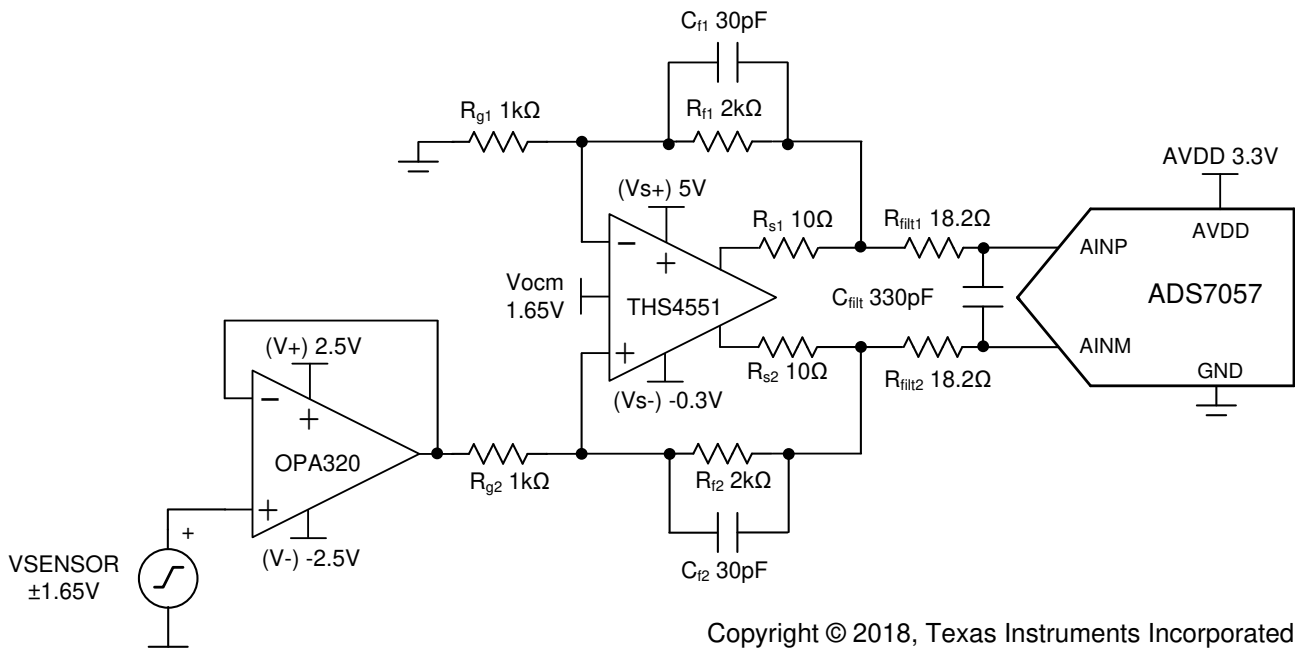 Cf1 30pF
Rg1 1kΩ
Rf1 2kΩ
AVDD 3.3V
(Vs+) 5V
Rs1 10Ω
Rfilt1 18.2Ω
AINP
AVDD
−
+
Vocm
1.65V
THS4551
Cfilt 330pF
ADS7057
+
(Vs-) -0.3V
Rs2 10Ω
Rfilt2 18.2Ω
AINM
GND
(V+) 2.5V
−
+
OPA320
Rg2 1kΩ
Rf2 2kΩ
+
+
(V-) -2.5V
Cf2 30pF
VSENSOR
±1.65V
Copyright © 2018, Texas Instruments Incorporated